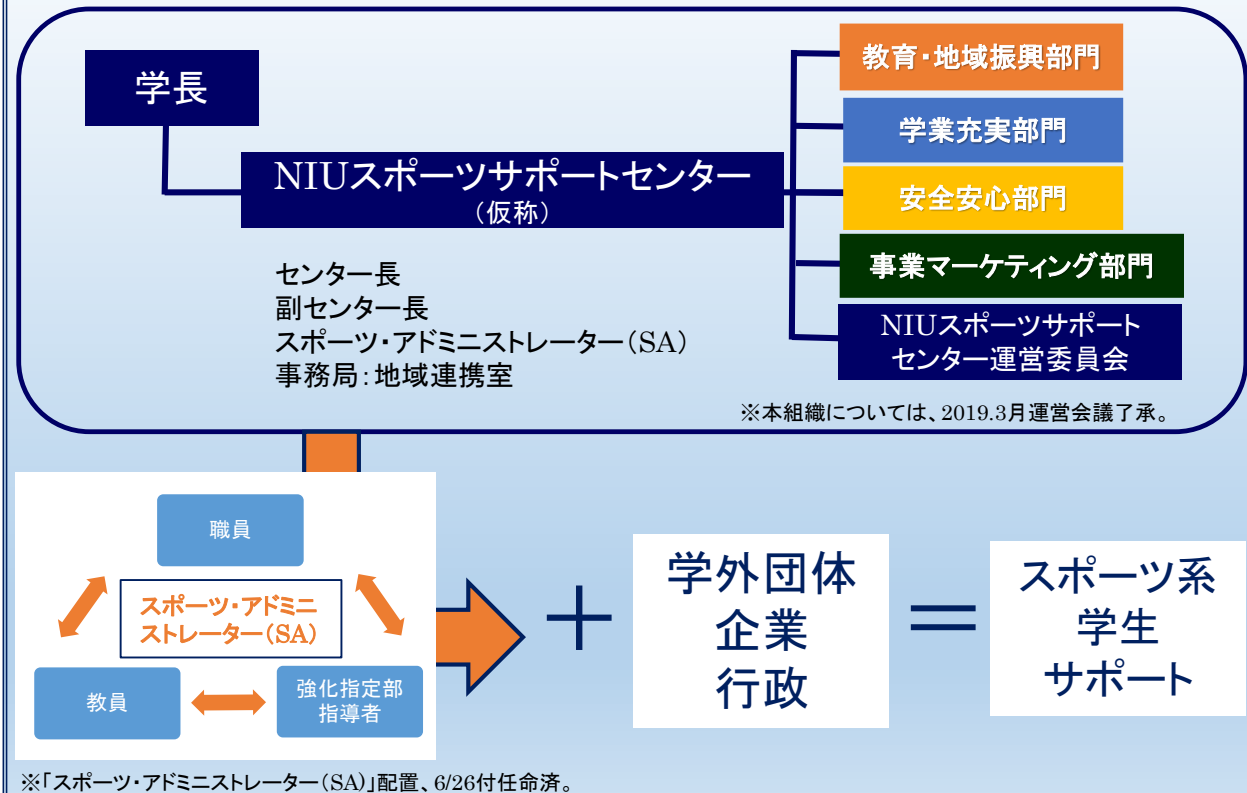 学長
NIUスポーツサポートセンター
（仮称）
センター長
副センター長
スポーツ・アドミニストレーター（SA）
事務局：地域連携室
教育・地域振興部門
学業充実部門
安全安心部門
事業マーケティング部門
NIUスポーツサポート
センター運営委員会
※本組織については、2019.3月運営会議了承。
職員
スポーツ・アドミニ
ストレーター（SA）
教員
強化指定部
指導者
＋
学外団体
企業
行政
＝
スポーツ系
学生
サポート
※「スポーツ・アドミニストレーター（SA）」配置、6/26付任命済。